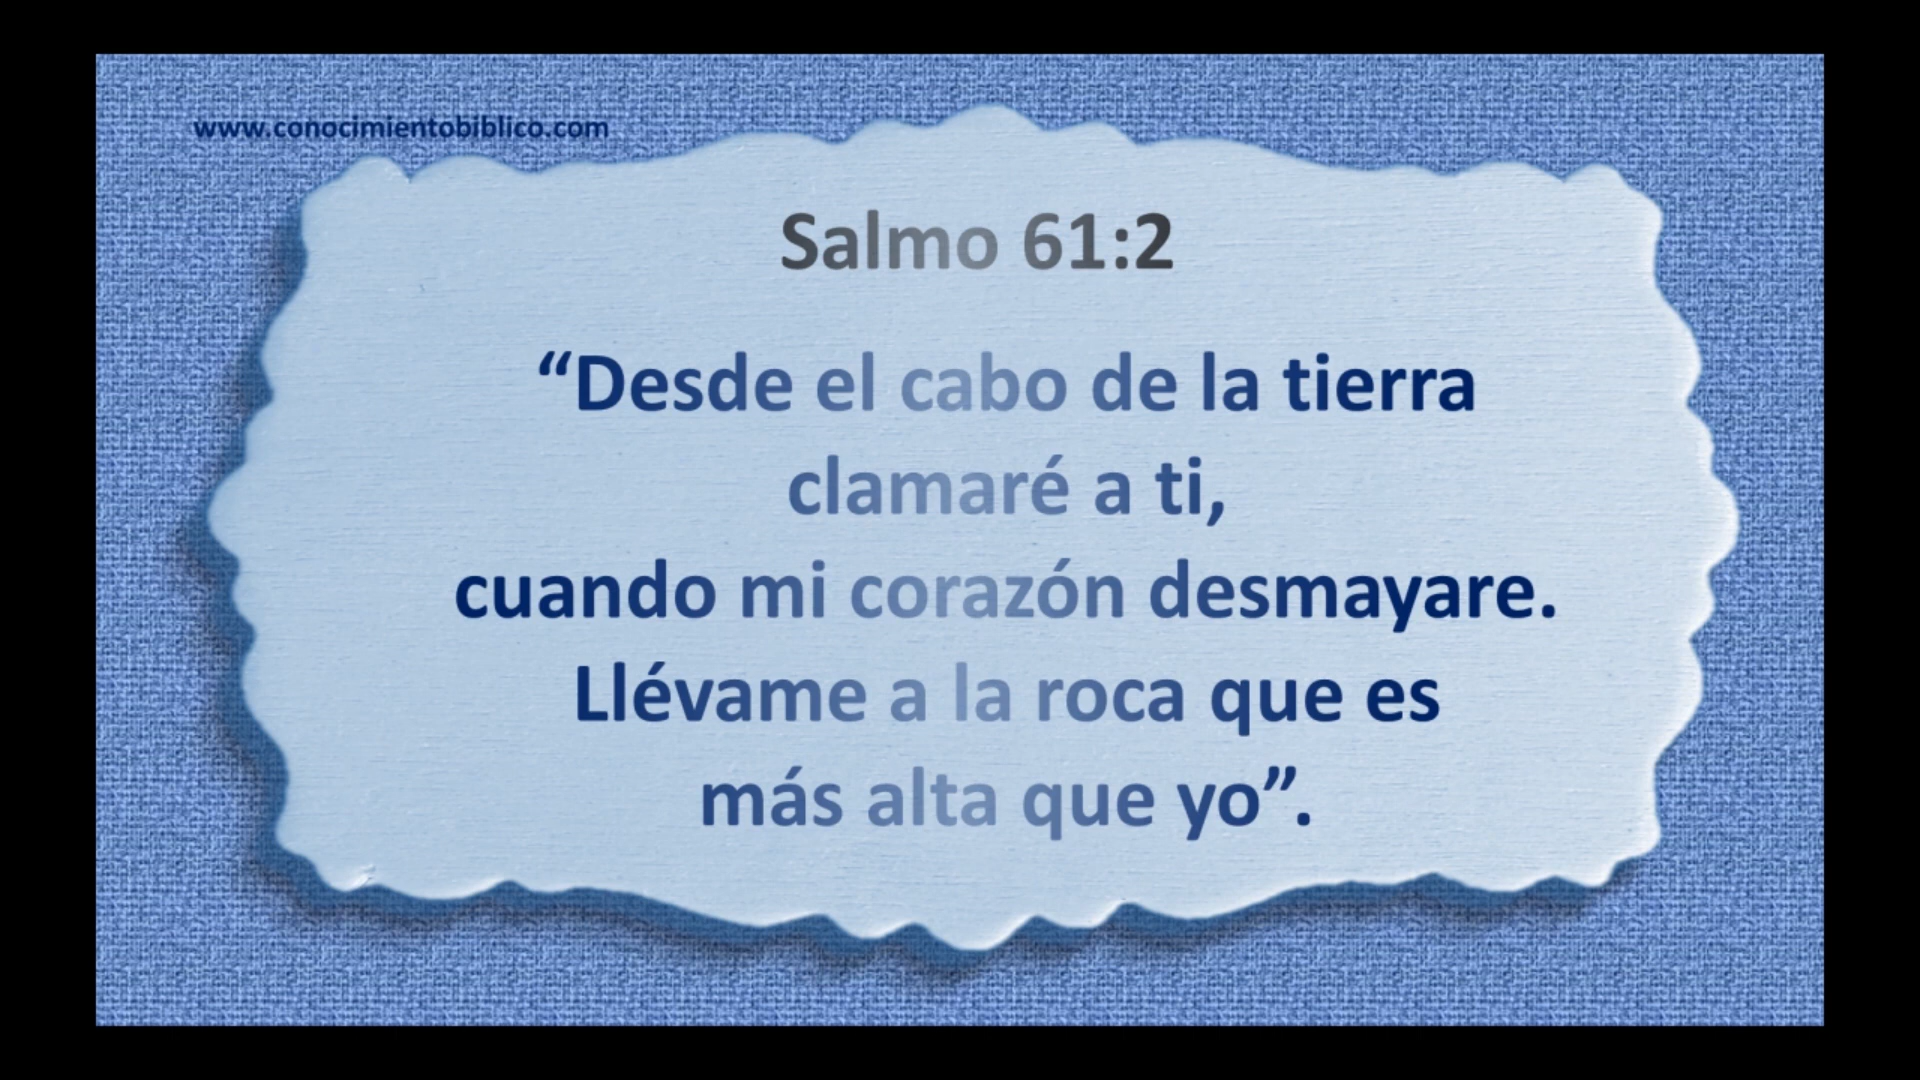 www.conocimientobiblico.com
Salmo 61:2
“Desde el cabo de la tierra
clamaré a ti,
cuando mi corazón desmayare.
Llévame a la roca que es
más alta que yo”.